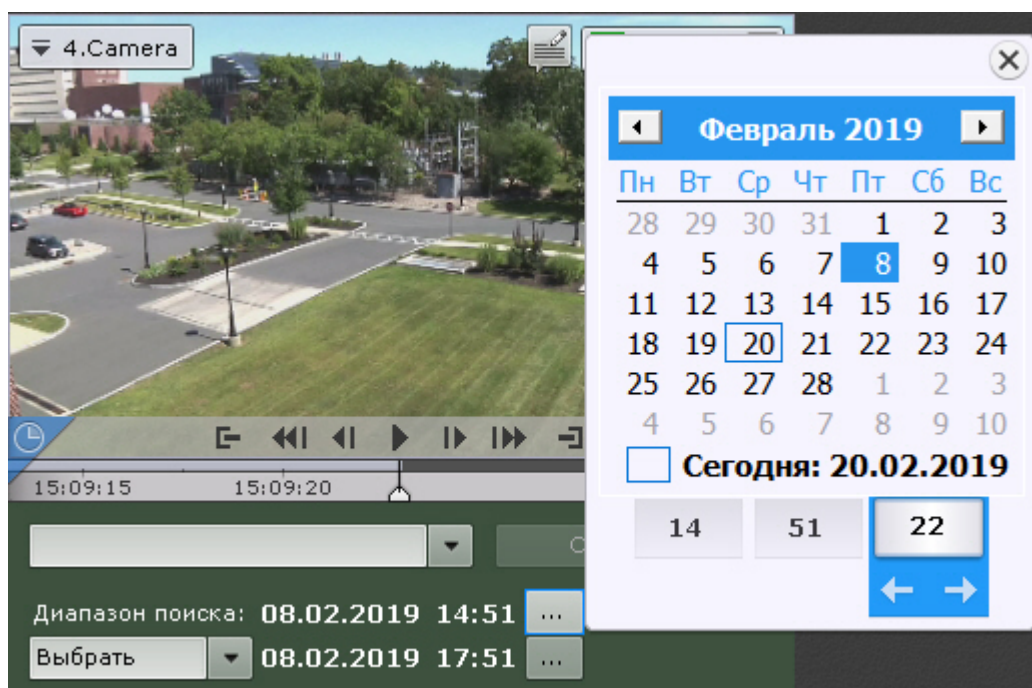 4.Camera
Февраль 2019
Пн Вт Ср Чт Пт Сб Вс
28 29 30 31 1 2 3
4 5 6 7 8 9 10
11 12 13 14 15 16 17
18 19 20 21 22 23 24
25 26 27 28 1 2 3
4 5 6 7 8 9 10
Сегодня: 20.02.2019
14 51 22
15:09:15 15:09:20
Диапазон поиска: 08.02.2019 14:51 ...
Выбрать 08.02.2019 17:51 ...